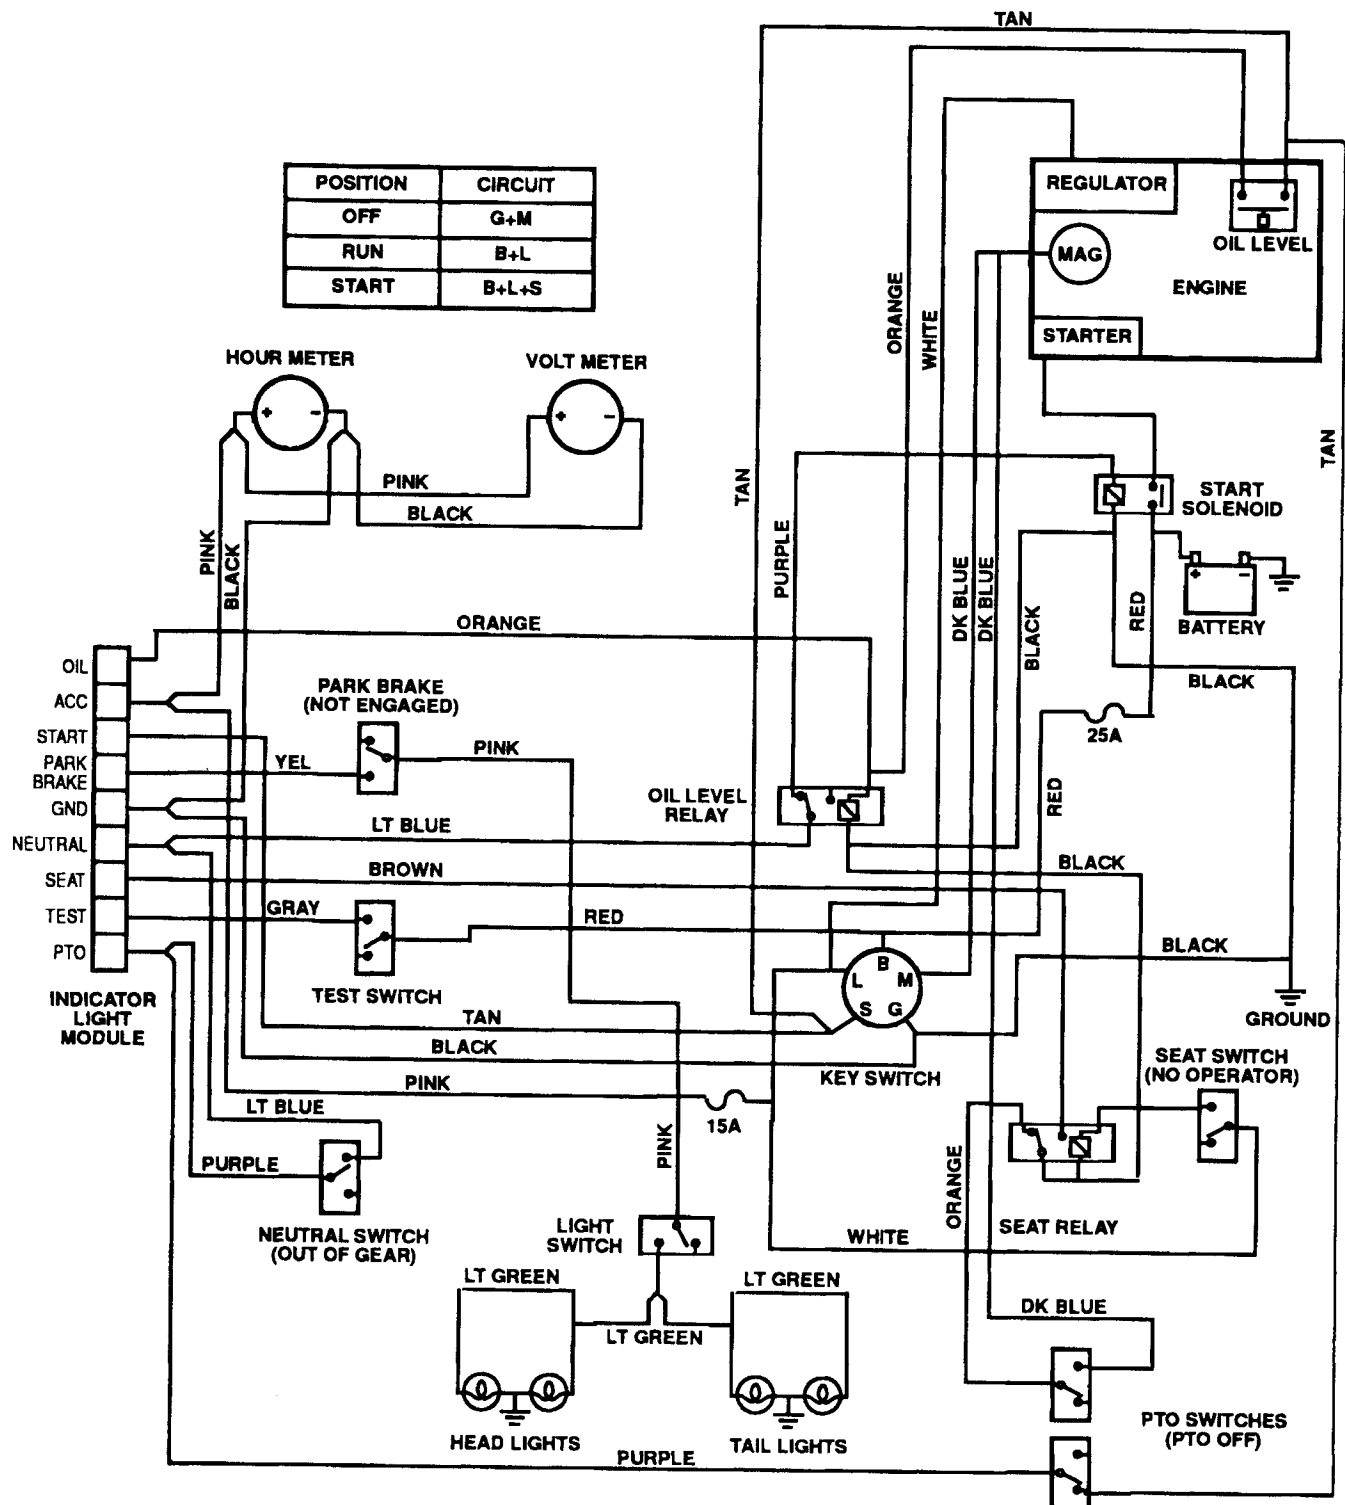 TAN
POSITION CIRCUIT
OFF G+M
RUN B+L
START B+L+S
REGULATOR
OIL LEVEL
MAG
ENGINE
STARTER
ORANGE
WHITE
HOUR METER
+ -
VOLT METER
+ -
PINK
BLACK
PINK
BLACK
TAN
PURPLE
DK BLUE
DK BLUE
START
SOLENOID
TAN
+ -
BATTERY
RED
BLACK
BLACK
25A
RED
ORANGE
OIL
ACC
START
PARK
BRAKE
GND
NEUTRAL
SEAT
TEST
PTO
INDICATOR
LIGHT
MODULE
PARK BRAKE
(NOT ENGAGED)
YEL
PINK
OIL LEVEL
RELAY
LT BLUE
BLACK
BROWN
GRAY
RED
TEST SWITCH
B
L
M
S
G
KEY SWITCH
BLACK
GROUND
TAN
BLACK
PINK
15A
LT BLUE
PURPLE
NEUTRAL SWITCH
(OUT OF GEAR)
PINK
SEAT SWITCH
(NO OPERATOR)
ORANGE
SEAT RELAY
WHITE
LIGHT
SWITCH
LT GREEN
LT GREEN
LT GREEN
HEAD LIGHTS
TAIL LIGHTS
DK BLUE
PTO SWITCHES
(PTO OFF)
PURPLE